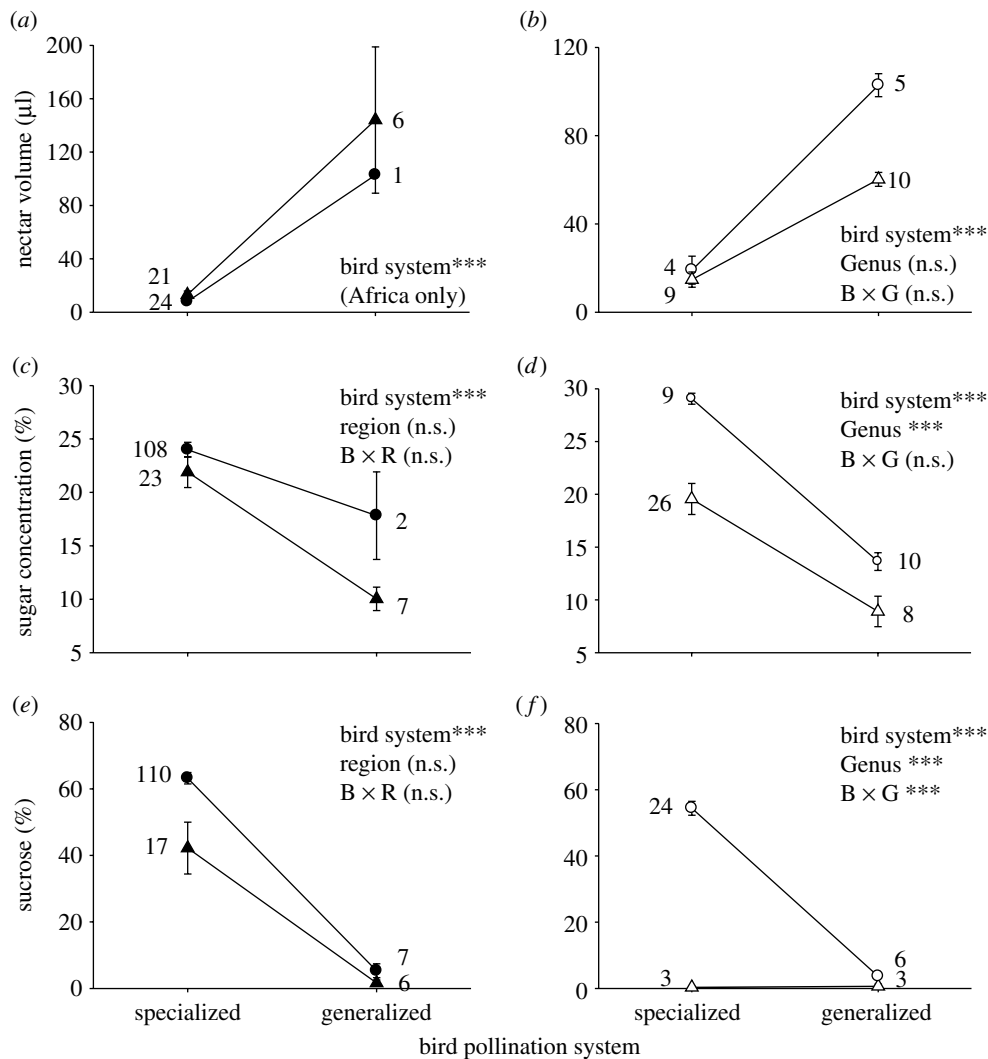 (a)
nectar volume (µl)
200
160
120
80
40
0
6
1
21
24
bird system***
(Africa only)
(b)
120
80
40
0
5
10
4
9
bird system***
Genus (n.s.)
B × G (n.s.)
(c)
sugar concentration (%)
30
25
20
15
10
5
bird system***
region (n.s.)
B × R (n.s.)
108
23
2
7
(d)
30
25
20
15
10
5
bird system***
Genus ***
B × G (n.s.)
9
26
10
8
(e)
sucrose (%)
80
60
40
20
0
bird system***
region (n.s.)
B × R (n.s.)
110
17
7
6
specialized
generalized
(f)
80
60
40
20
0
bird system***
Genus ***
B × G ***
24
3
6
3
specialized
generalized
bird pollination system